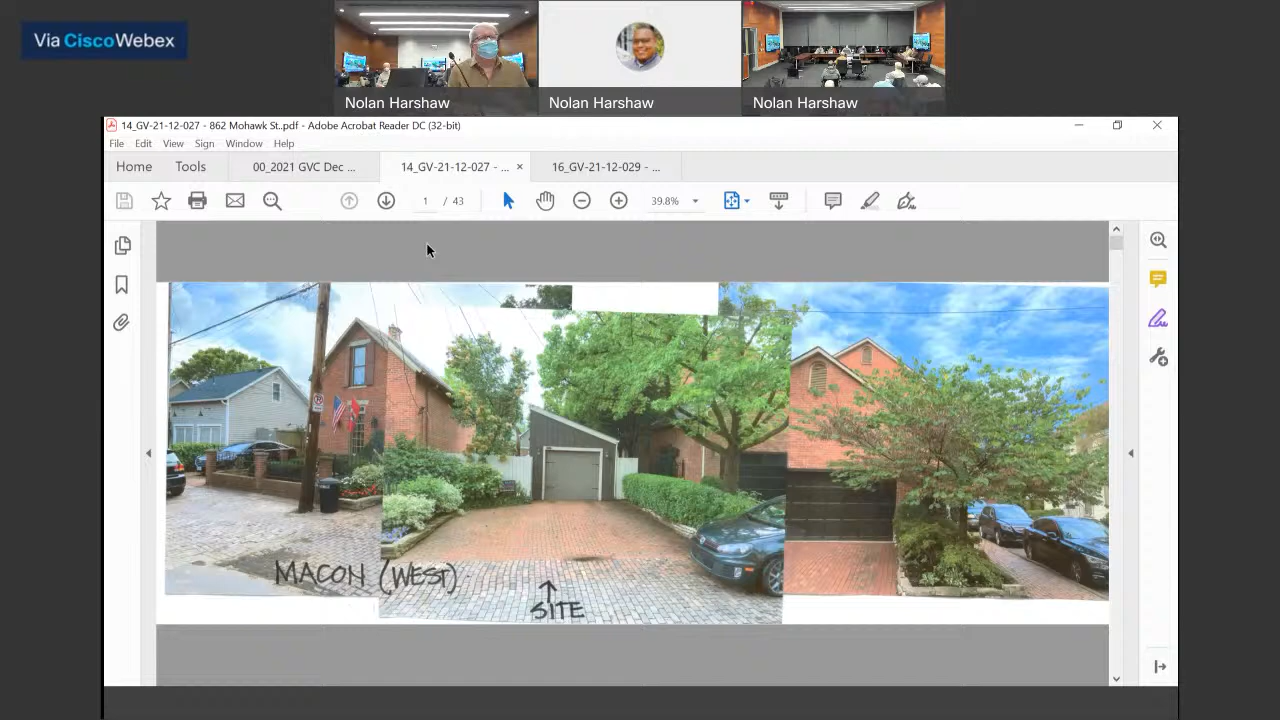 Via Cisco Webex
Nolan Harshaw
Nolan Harshaw
Nolan Harshaw
14_GV-21-12-027 - 862 Mohawk St..pdf - Adobe Acrobat Reader DC (32-bit)
File Edit View Sign Window Help
Home Tools 00_2021 GVC Dec ... 14_GV-21-12-027 - ... × 16_GV-21-12-029 - ...
1 / 43 39.8%
MACON (WEST)
SITE